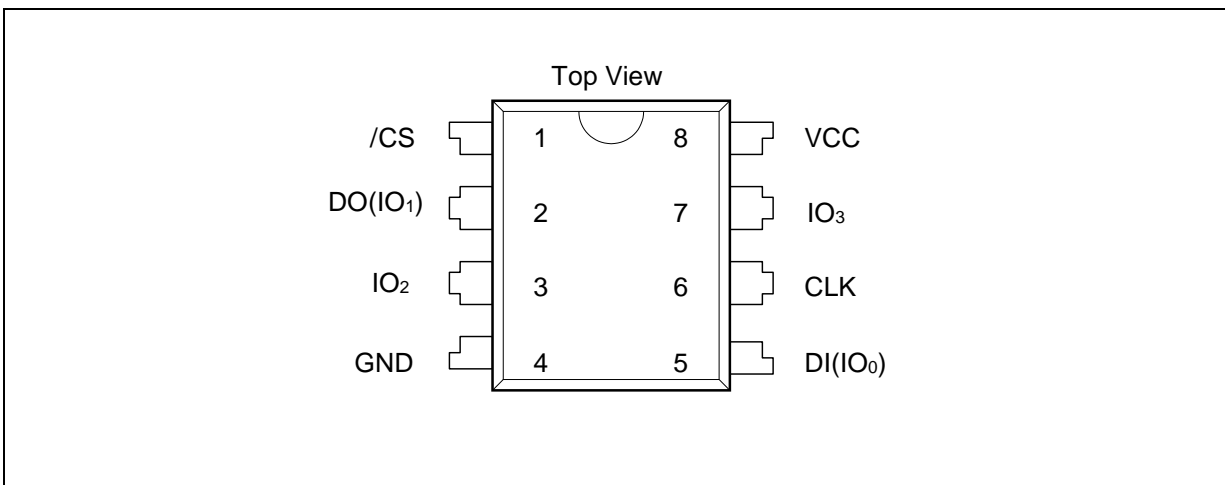 Top View
/CS 1 8 VCC
DO(IO₁) 2 7 IO₃
IO₂ 3 6 CLK
GND 4 5 DI(IO₀)